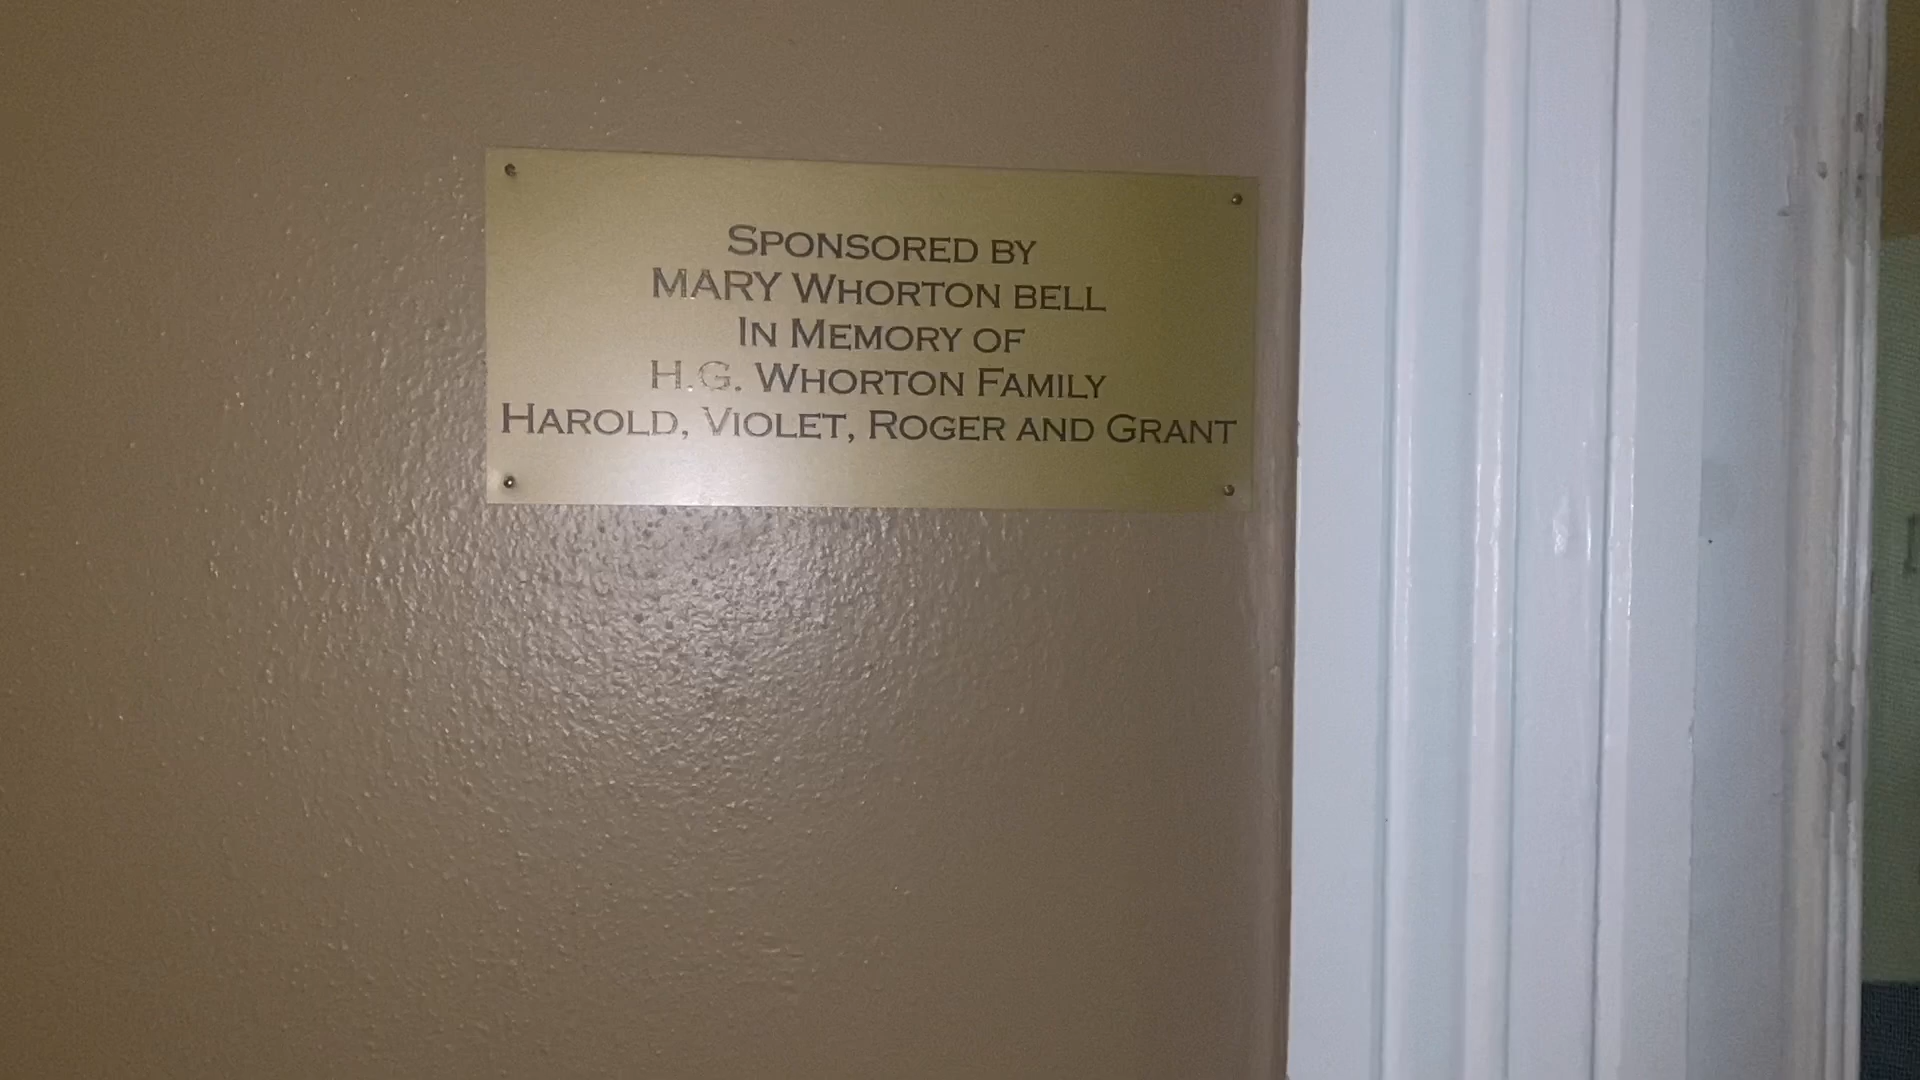 SPONSORED BY
MARY WHORTON BELL
IN MEMORY OF
H.G. WHORTON FAMILY
HAROLD, VIOLET, ROGER AND GRANT